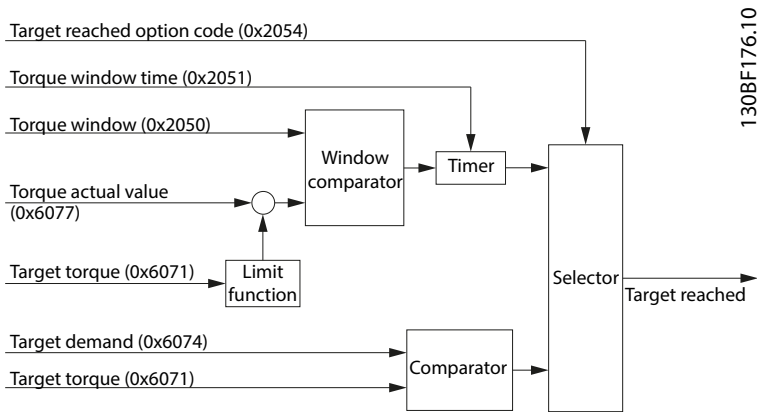 Target reached option code (0x2054)
130BF176.10
Torque window time (0x2051)
Torque window (0x2050)
Window
comparator
Timer
Torque actual value
(0x6077)
Target torque (0x6071)
Limit
function
Selector
Target reached
Target demand (0x6074)
Comparator
Target torque (0x6071)